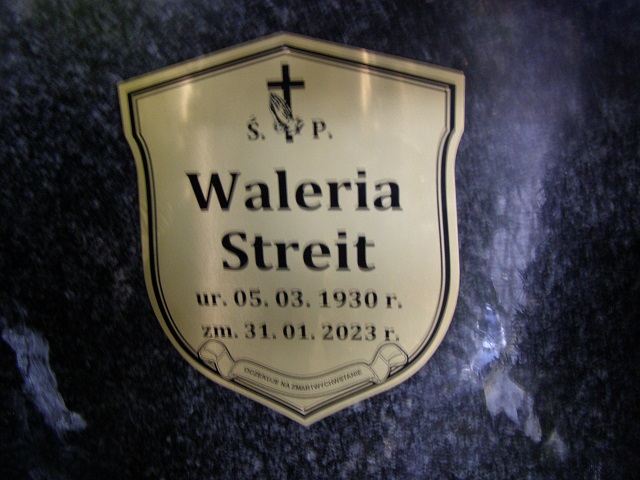 Ś. P.
Waleria
Streit
ur. 05. 03. 1930 r.
zm. 31. 01. 2023 r.
OCZEKUJE NA ZMARTWYCHWSTANIE